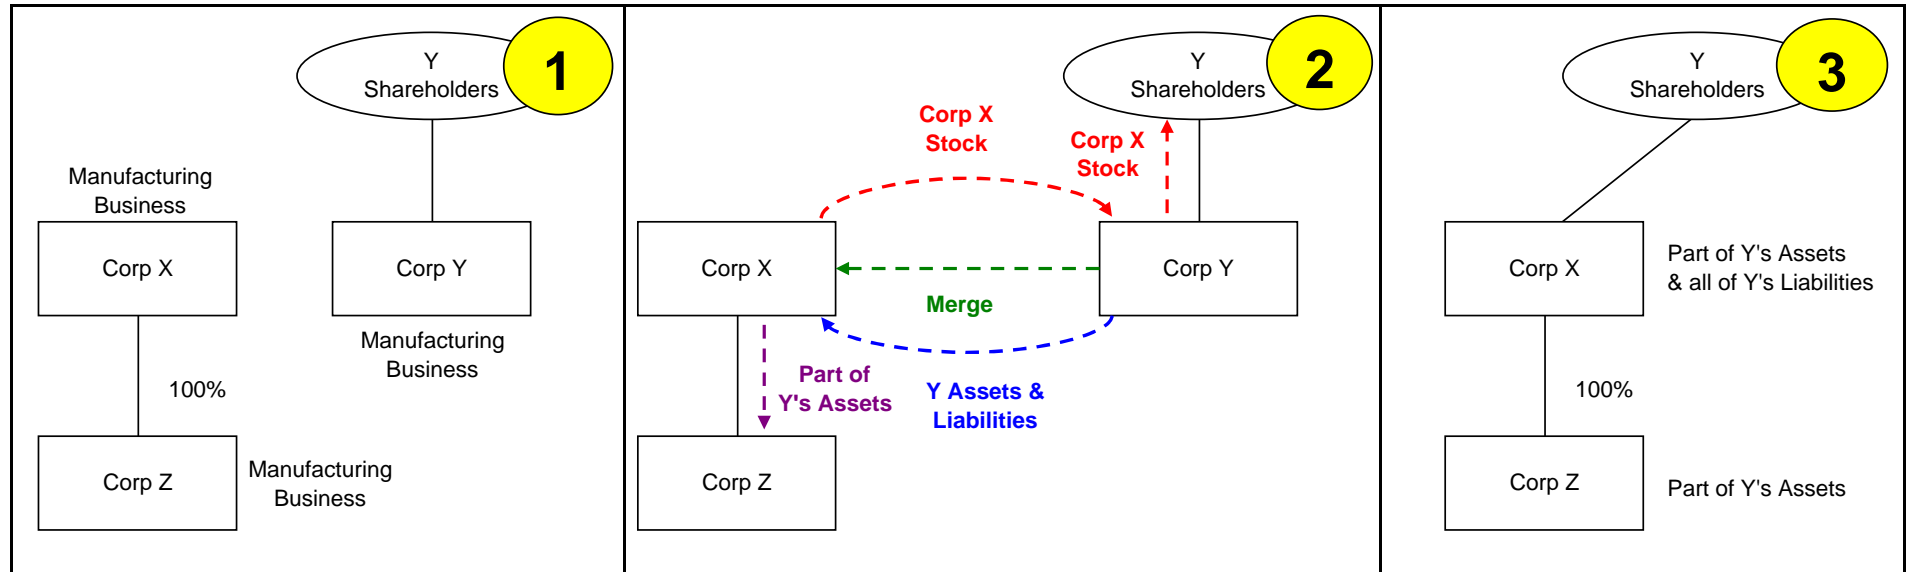 Y
Shareholders
1
Manufacturing
Business
Corp X
Corp Y
Manufacturing
Business
100%
Corp Z
Manufacturing
Business
Y
Shareholders
2
Corp X
Stock
Corp X
Stock
Corp X
Corp Y
Merge
Part of
Y's Assets
Y Assets &
Liabilities
Corp Z
Y
Shareholders
3
Corp X
Part of Y's Assets
& all of Y's Liabilities
100%
Corp Z
Part of Y's Assets